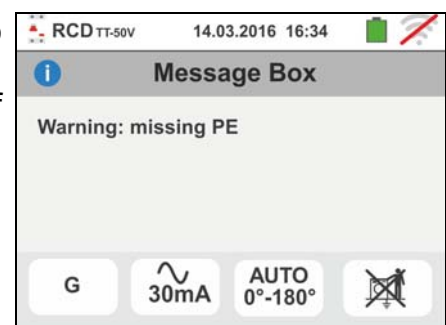 RCD TT-50V 14.03.2016 16:34
Message Box
Warning: missing PE
G 30mA AUTO
0°-180°